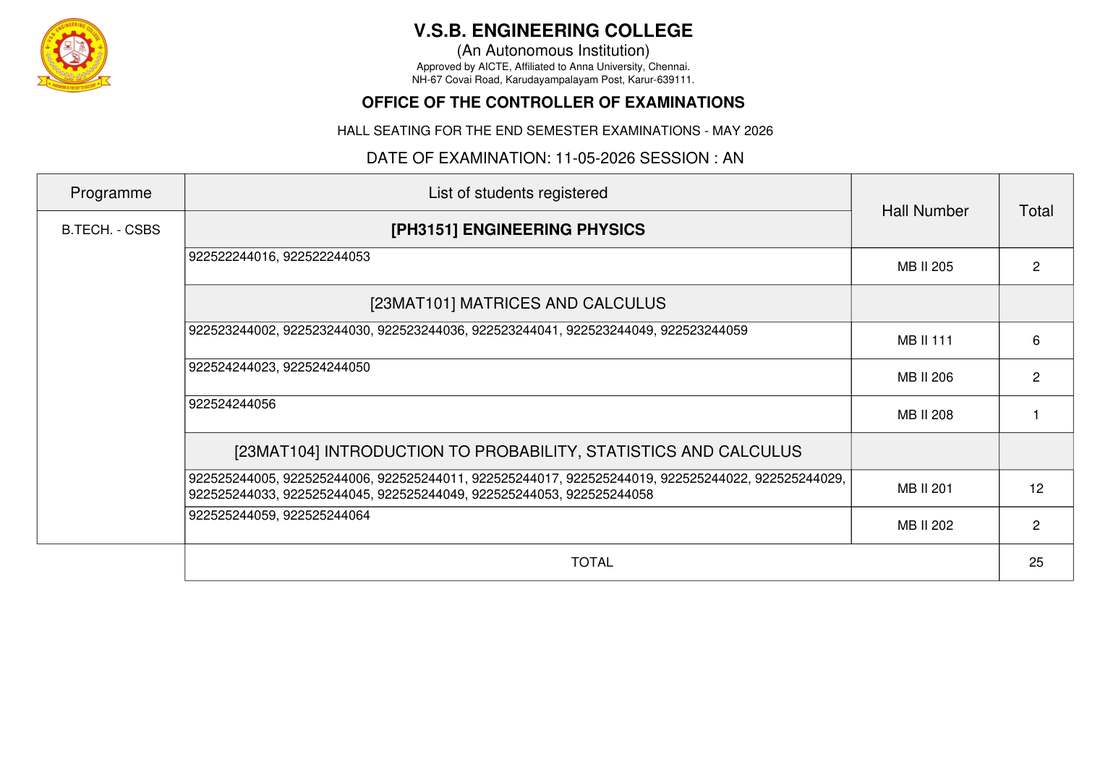 V.S.B. ENGINEERING COLLEGE
(An Autonomous Institution)
Approved by AICTE, Affiliated to Anna University, Chennai.
NH-67 Covai Road, Karudayampalayam Post, Karur-639111.
OFFICE OF THE CONTROLLER OF EXAMINATIONS
HALL SEATING FOR THE END SEMESTER EXAMINATIONS - MAY 2026
DATE OF EXAMINATION: 11-05-2026 SESSION : AN
Programme List of students registered Hall Number Total
B.TECH. - CSBS [PH3151] ENGINEERING PHYSICS
922522244016, 922522244053 MB II 205 2
[23MAT101] MATRICES AND CALCULUS
922523244002, 922523244030, 922523244036, 922523244041, 922523244049, 922523244059 MB II 111 6
922524244023, 922524244050 MB II 206 2
922524244056 MB II 208 1
[23MAT104] INTRODUCTION TO PROBABILITY, STATISTICS AND CALCULUS
922525244005, 922525244006, 922525244011, 922525244017, 922525244019, 922525244022, 922525244029,
922525244033, 922525244045, 922525244049, 922525244053, 922525244058 MB II 201 12
922525244059, 922525244064 MB II 202 2
TOTAL 25